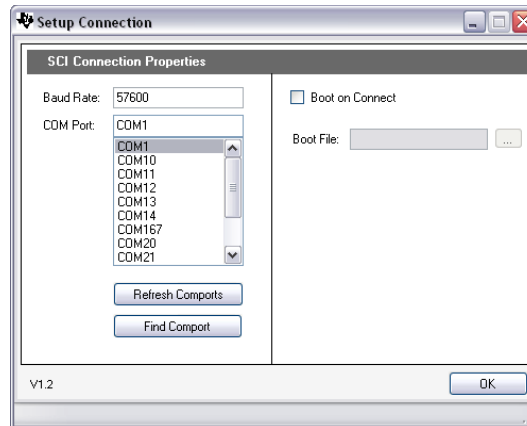 Setup Connection
SCI Connection Properties
Baud Rate: 57600
COM Port: COM1
COM1
COM10
COM11
COM12
COM13
COM14
COM167
COM20
COM21
Refresh Comports
Find Comport
Boot on Connect
Boot File: ...
V1.2
OK